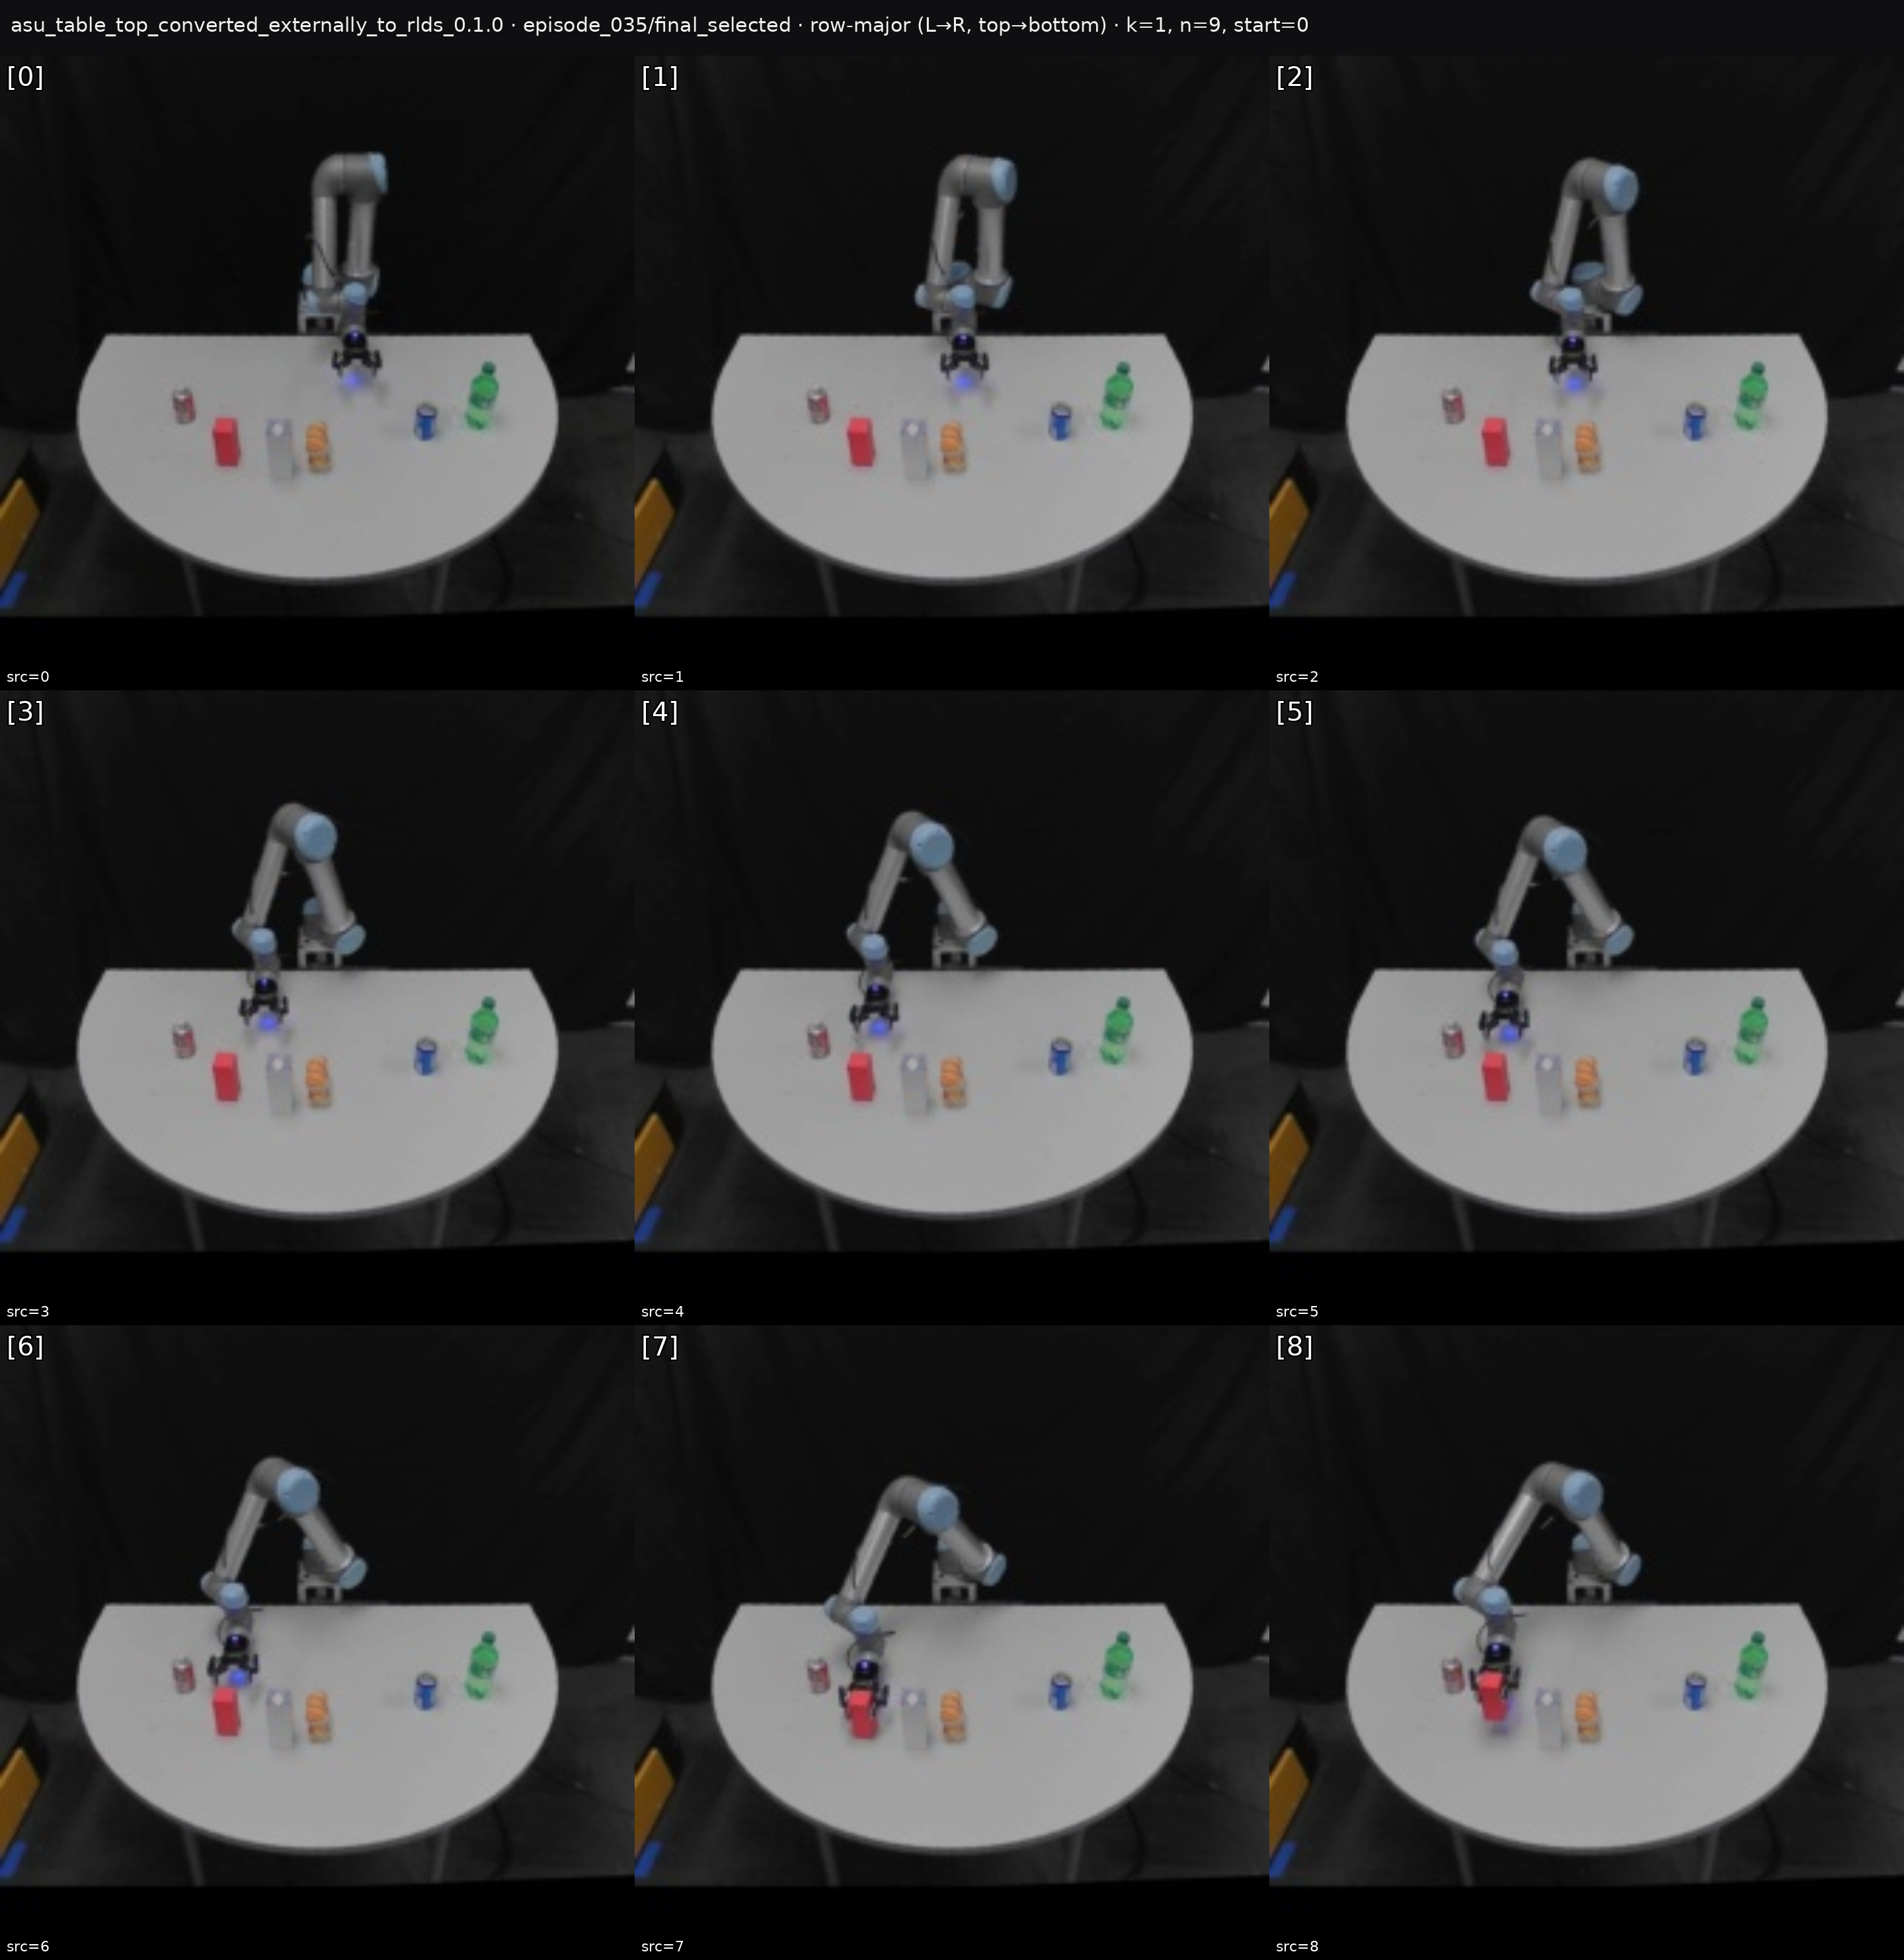 asu_table_top_converted_externally_to_rlds_0.1.0 · episode_035/final_selected · row-major (L→R, top→bottom) · k=1, n=9, start=0
[0]
[1]
[2]
src=0
src=1
src=2
[3]
[4]
[5]
src=3
src=4
src=5
[6]
[7]
[8]
src=6
src=7
src=8